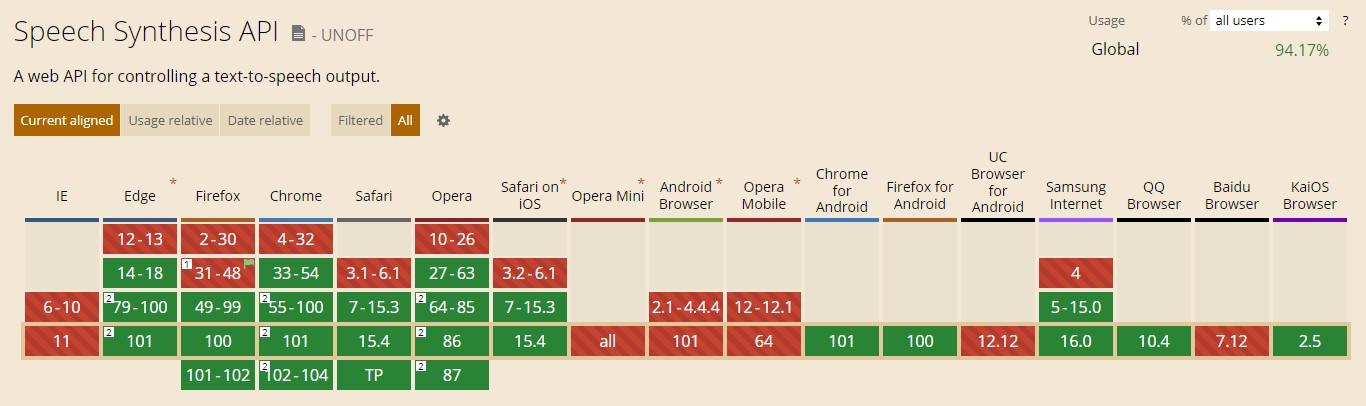 Speech Synthesis API - UNOFF
Usage % of all users ?
Global 94.17%
A web API for controlling a text-to-speech output.
Current aligned Usage relative Date relative Filtered All
IE
Edge *
Firefox
Chrome
Safari
Opera
Safari on *
iOS
Opera Mini *
Android *
Browser
Opera *
Mobile
Chrome
for
Android
Firefox for
Android
UC
Browser
for
Android
Samsung
Internet
QQ
Browser
Baidu
Browser
KaiOS
Browser
12-13 2-30 4-32 10-26
14-18 1 31-48 33-54 3.1-6.1 27-63 3.2-6.1 4
6-10 2 79-100 49-99 2 55-100 7-15.3 2 64-85 7-15.3 2.1-4.4.4 12-12.1 5-15.0
11 2 101 100 2 101 15.4 2 86 15.4 all 101 64 101 100 12.12 16.0 10.4 7.12 2.5
101-102 2 102-104 TP 2 87